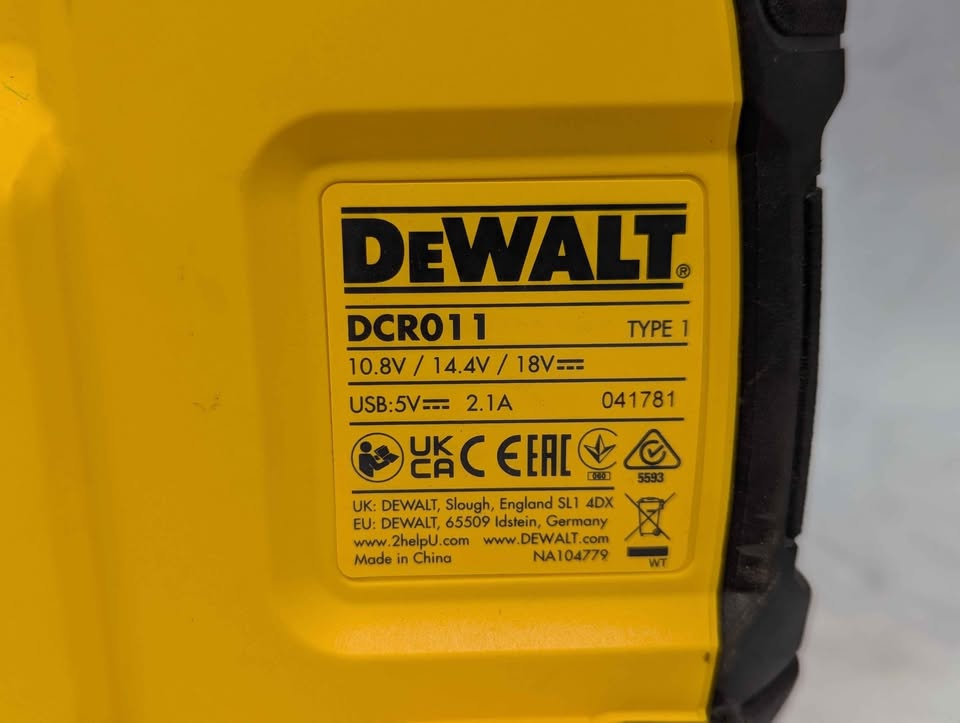 DEWALT®
DCR011 TYPE 1
10.8V / 14.4V / 18V
USB:5V 2.1A 041781
UK CA CE EAC 060 5593
UK: DEWALT, Slough, England SL1 4DX
EU: DEWALT, 65509 Idstein, Germany
www.2helpU.com www.DEWALT.com
Made in China NA104779 WT